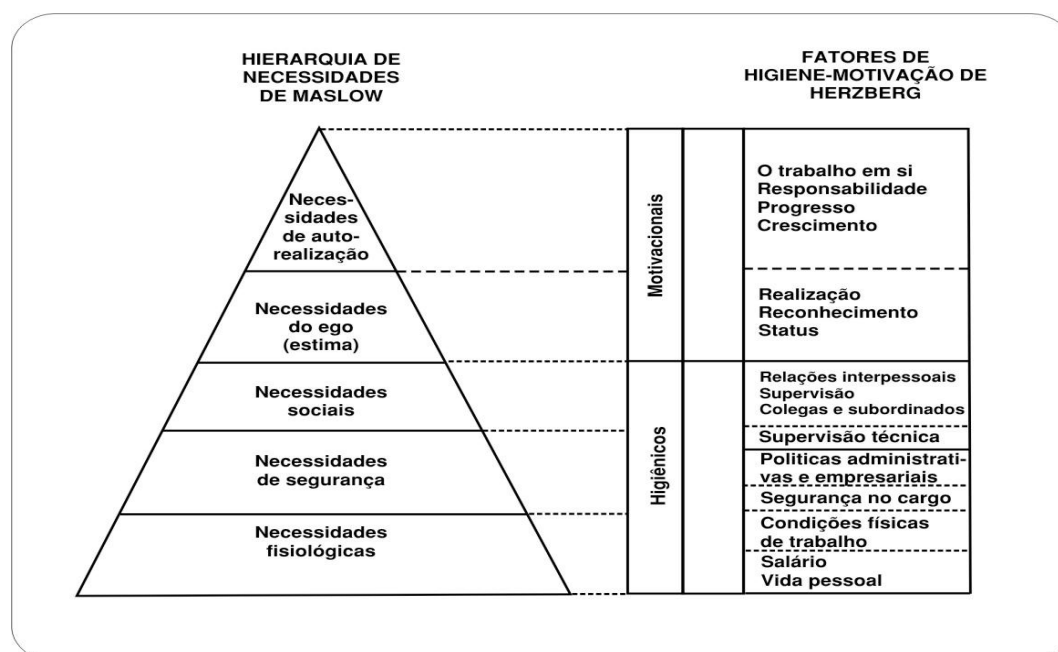 HIERARQUIA DE
NECESSIDADES
DE MASLOW
Neces-
sidades
de auto-
realização
Necessidades
do ego
(estima)
Necessidades
sociais
Necessidades
de segurança
Necessidades
fisiológicas
Motivacionais
Higiênicos
FATORES DE
HIGIENE-MOTIVAÇÃO DE
HERZBERG
O trabalho em si
Responsabilidade
Progresso
Crescimento
Realização
Reconhecimento
Status
Relações interpessoais
Supervisão
Colegas e subordinados
Supervisão técnica
Politicas administrati-
vas e empresariais
Segurança no cargo
Condições físicas
de trabalho
Salário
Vida pessoal